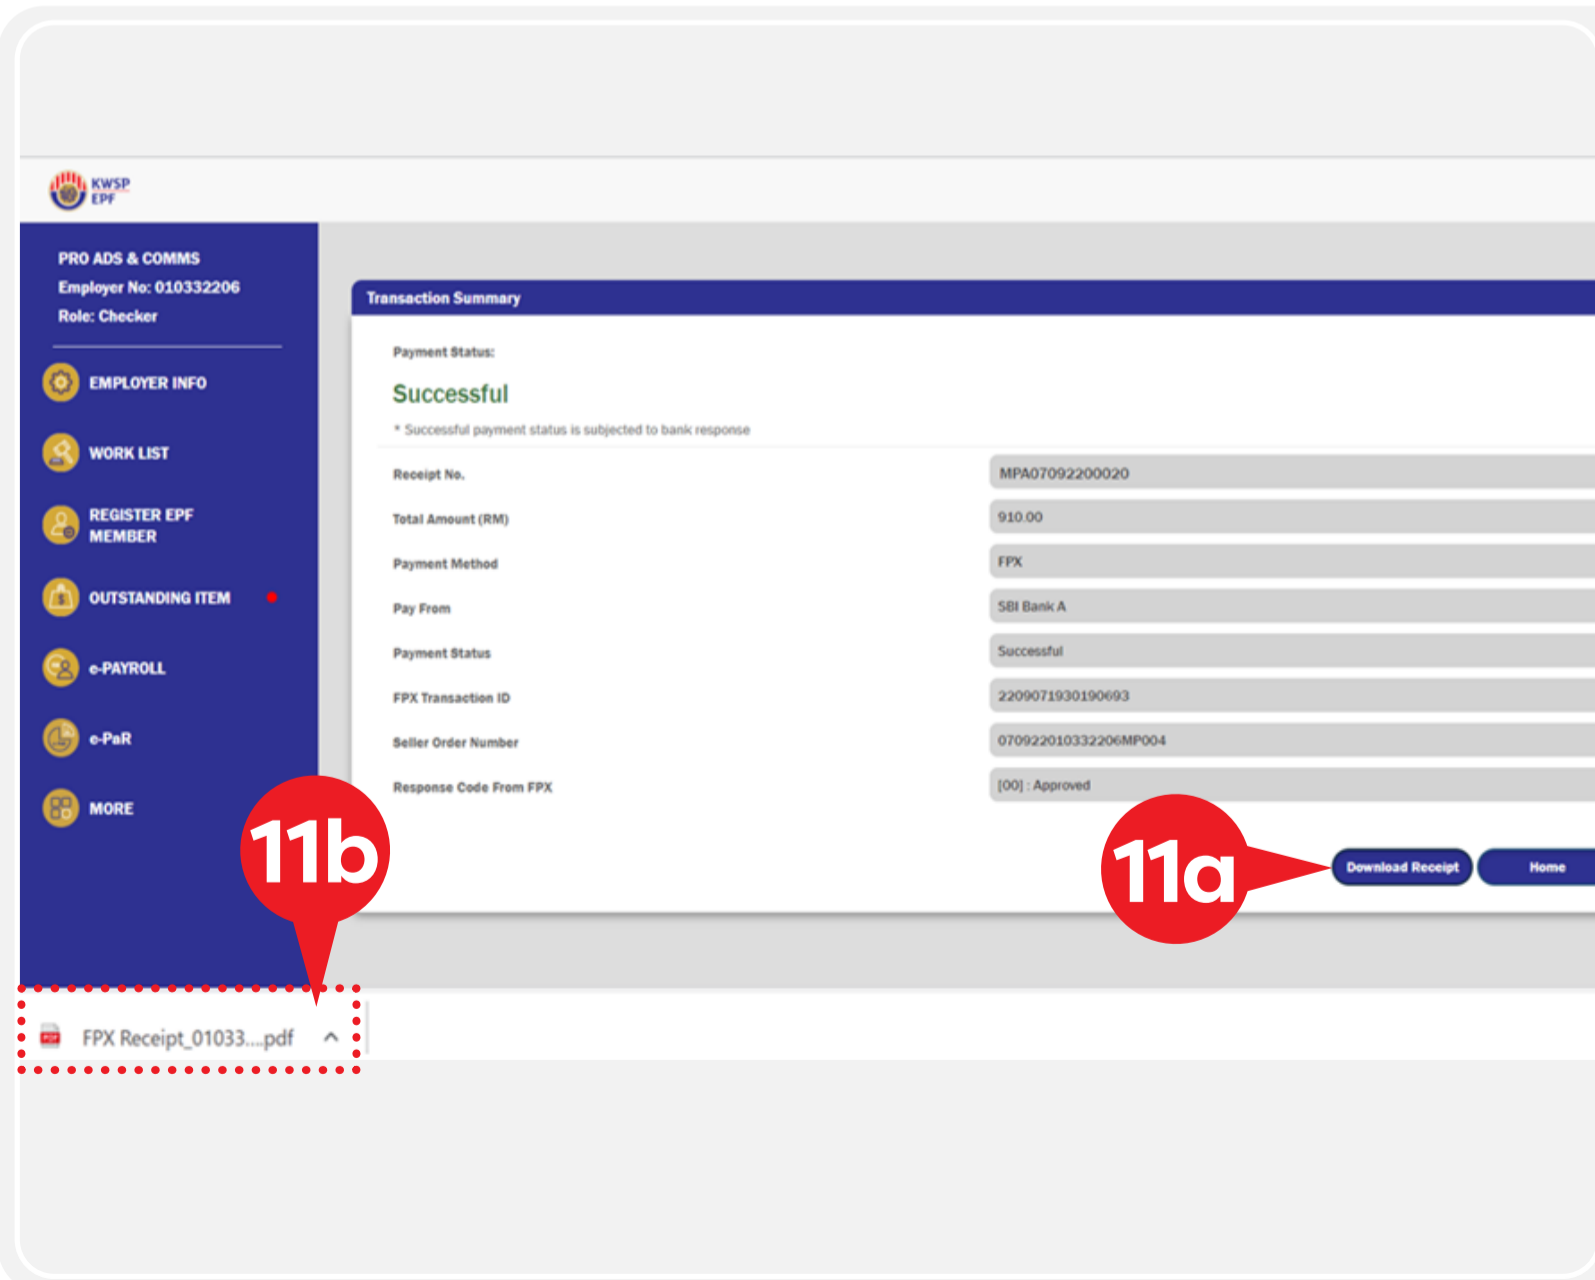 KWSP
EPF
PRO ADS & COMMS
Employer No: 010332206
Role: Checker
EMPLOYER INFO
WORK LIST
REGISTER EPF
MEMBER
OUTSTANDING ITEM
e-PAYROLL
e-PaR
MORE
Transaction Summary
Payment Status:
Successful
* Successful payment status is subjected to bank response
Receipt No. MPA07092200020
Total Amount (RM) 910.00
Payment Method FPX
Pay From SBI Bank A
Payment Status Successful
FPX Transaction ID 2209071930190693
Seller Order Number 070922010332206MP004
Response Code From FPX [00] : Approved
11b
11a
Download Receipt Home
PDF
FPX Receipt_01033....pdf